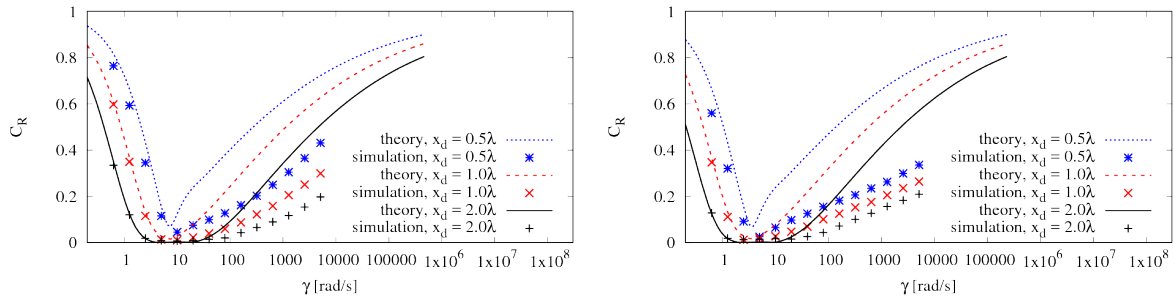 1
0.8
0.6
0.4
0.2
0
C_R
1 10 100 1000 10000 100000 1x10^6 1x10^7 1x10^8
γ [rad/s]
theory, x_d = 0.5λ
simulation, x_d = 0.5λ
theory, x_d = 1.0λ
simulation, x_d = 1.0λ
theory, x_d = 2.0λ
simulation, x_d = 2.0λ
1
0.8
0.6
0.4
0.2
0
C_R
1 10 100 1000 10000 100000 1x10^6 1x10^7 1x10^8
γ [rad/s]
theory, x_d = 0.5λ
simulation, x_d = 0.5λ
theory, x_d = 1.0λ
simulation, x_d = 1.0λ
theory, x_d = 2.0λ
simulation, x_d = 2.0λ